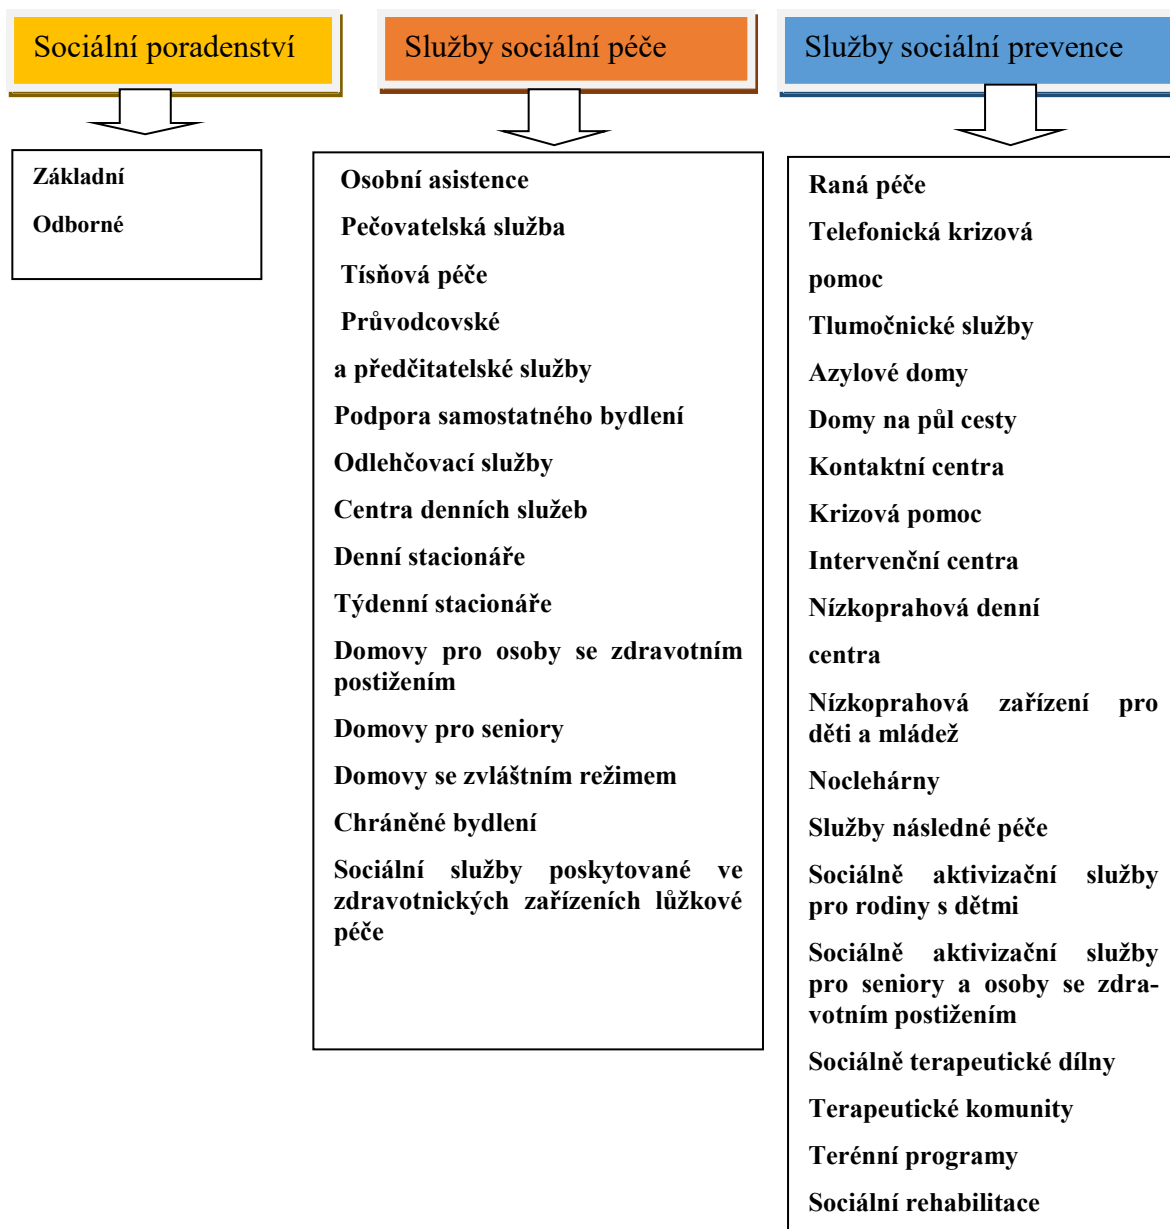 Sociální poradenství
Základní
Odborné
Služby sociální péče
Osobní asistence
Pečovatelská služba
Tísňová péče
Průvodcovské
a předčitatelské služby
Podpora samostatného bydlení
Odlehčovací služby
Centra denních služeb
Denní stacionáře
Týdenní stacionáře
Domovy pro osoby se zdravotním
postižením
Domovy pro seniory
Domovy se zvláštním režimem
Chráněné bydlení
Sociální služby poskytované ve
zdravotnických zařízeních lůžkové
péče
Služby sociální prevence
Raná péče
Telefonická krizová
pomoc
Tlumočnické služby
Azylové domy
Domy na půl cesty
Kontaktní centra
Krizová pomoc
Intervenční centra
Nízkoprahová denní
centra
Nízkoprahová zařízení pro
děti a mládež
Noclehárny
Služby následné péče
Sociálně aktivizační služby
pro rodiny s dětmi
Sociálně aktivizační služby
pro seniory a osoby se zdra-
votním postižením
Sociálně terapeutické dílny
Terapeutické komunity
Terénní programy
Sociální rehabilitace